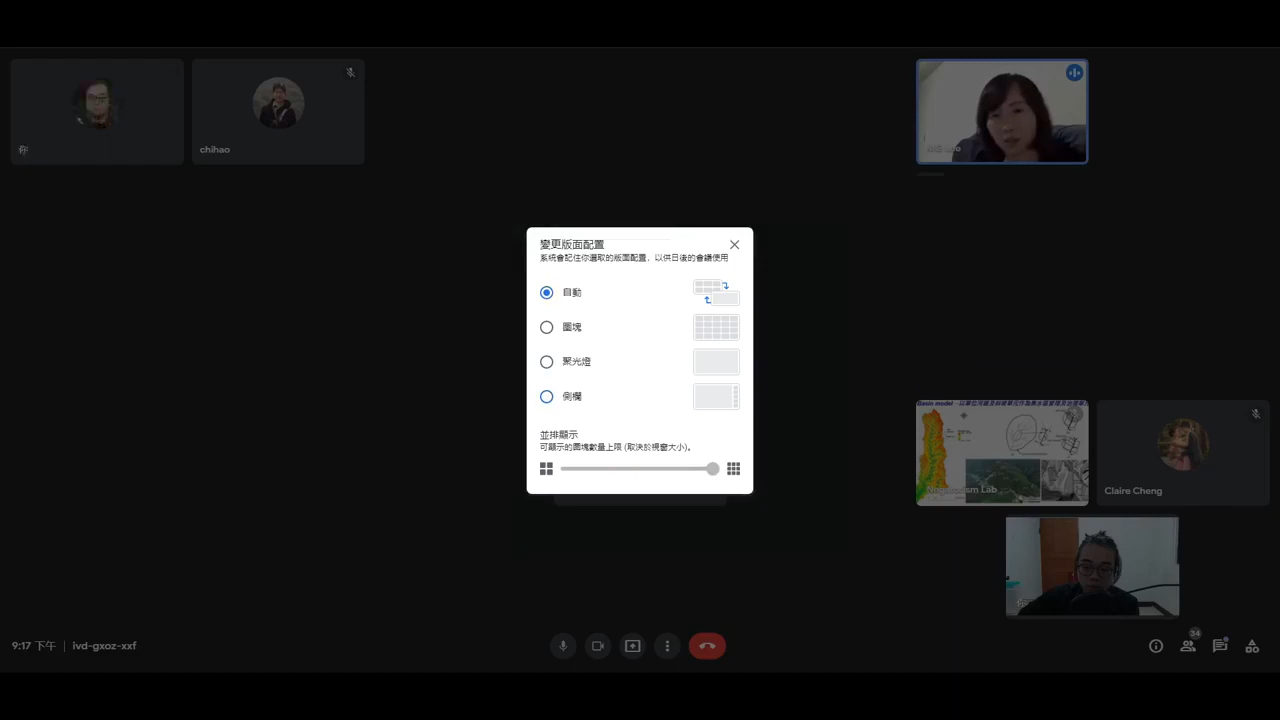 你
chihao
變更版面配置
系統會記住你選取的版面配置，以供日後的會議使用
自動
圖塊
聚光燈
側欄
並排顯示
可顯示的圖塊數量上限 (取決於視窗大小)。
Claire Cheng
9:17 下午 | ivd-gxoz-xxf
34